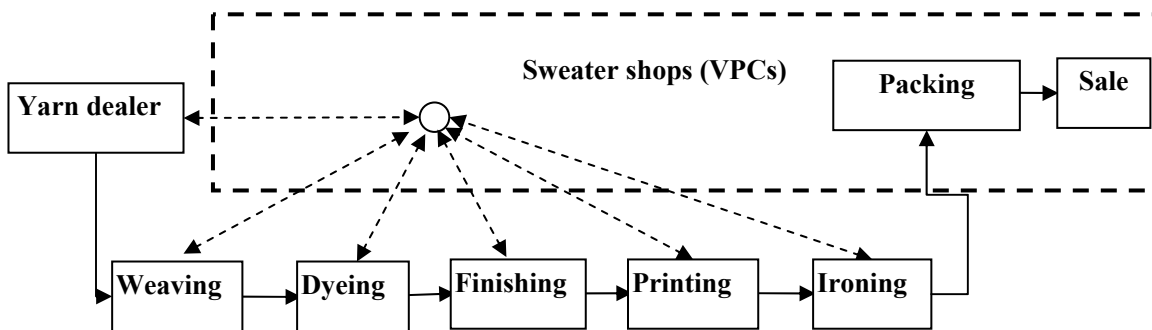 Sweater shops (VPCs)
Packing
Sale
Yarn dealer
Weaving
Dyeing
Finishing
Printing
Ironing